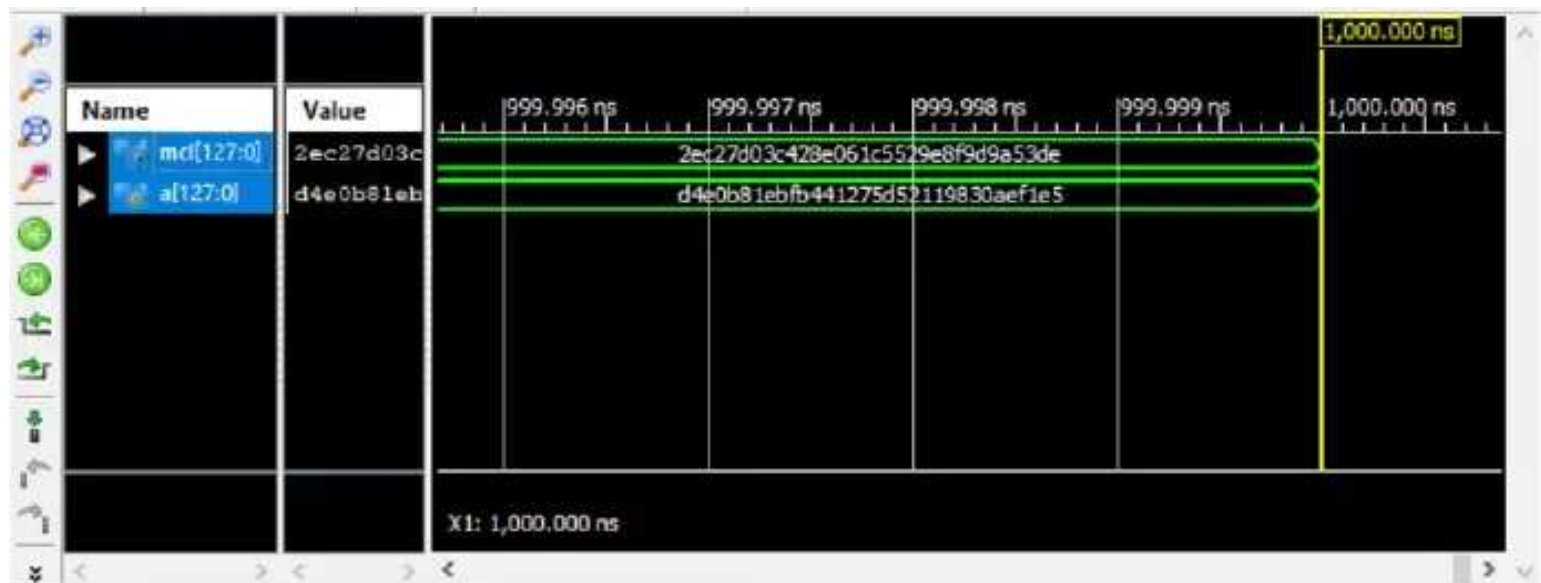 1,000.000 ns
Name Value 999.996 ns 999.997 ns 999.998 ns 999.999 ns 1,000.000 ns
mcl[127:0] 2ec27d03c 2ec27d03c428e061c5529e8f9d9a53de
a[127:0] d4e0b81eb d4e0b81ebfb441275d52119830aef1e5
X1: 1,000.000 ns